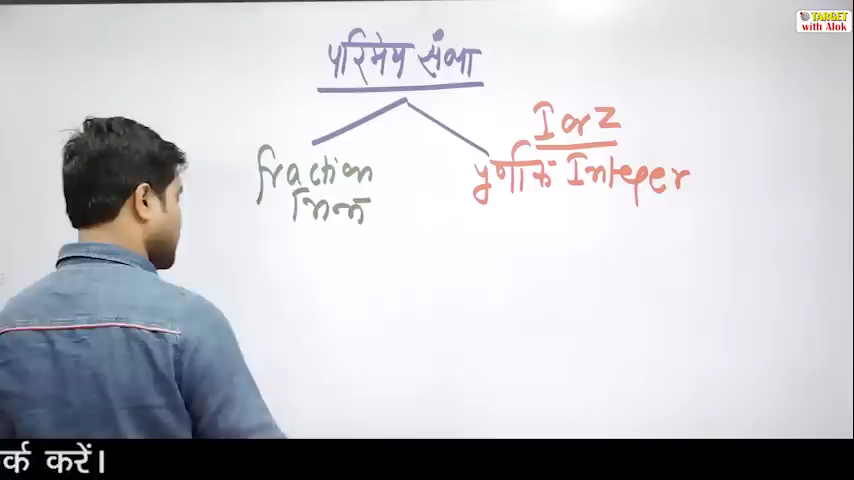 TARGET
with Alok
परिमेय संख्या
I or Z
fraction
भिन्न
पूर्णांक Integer
र्क करें।